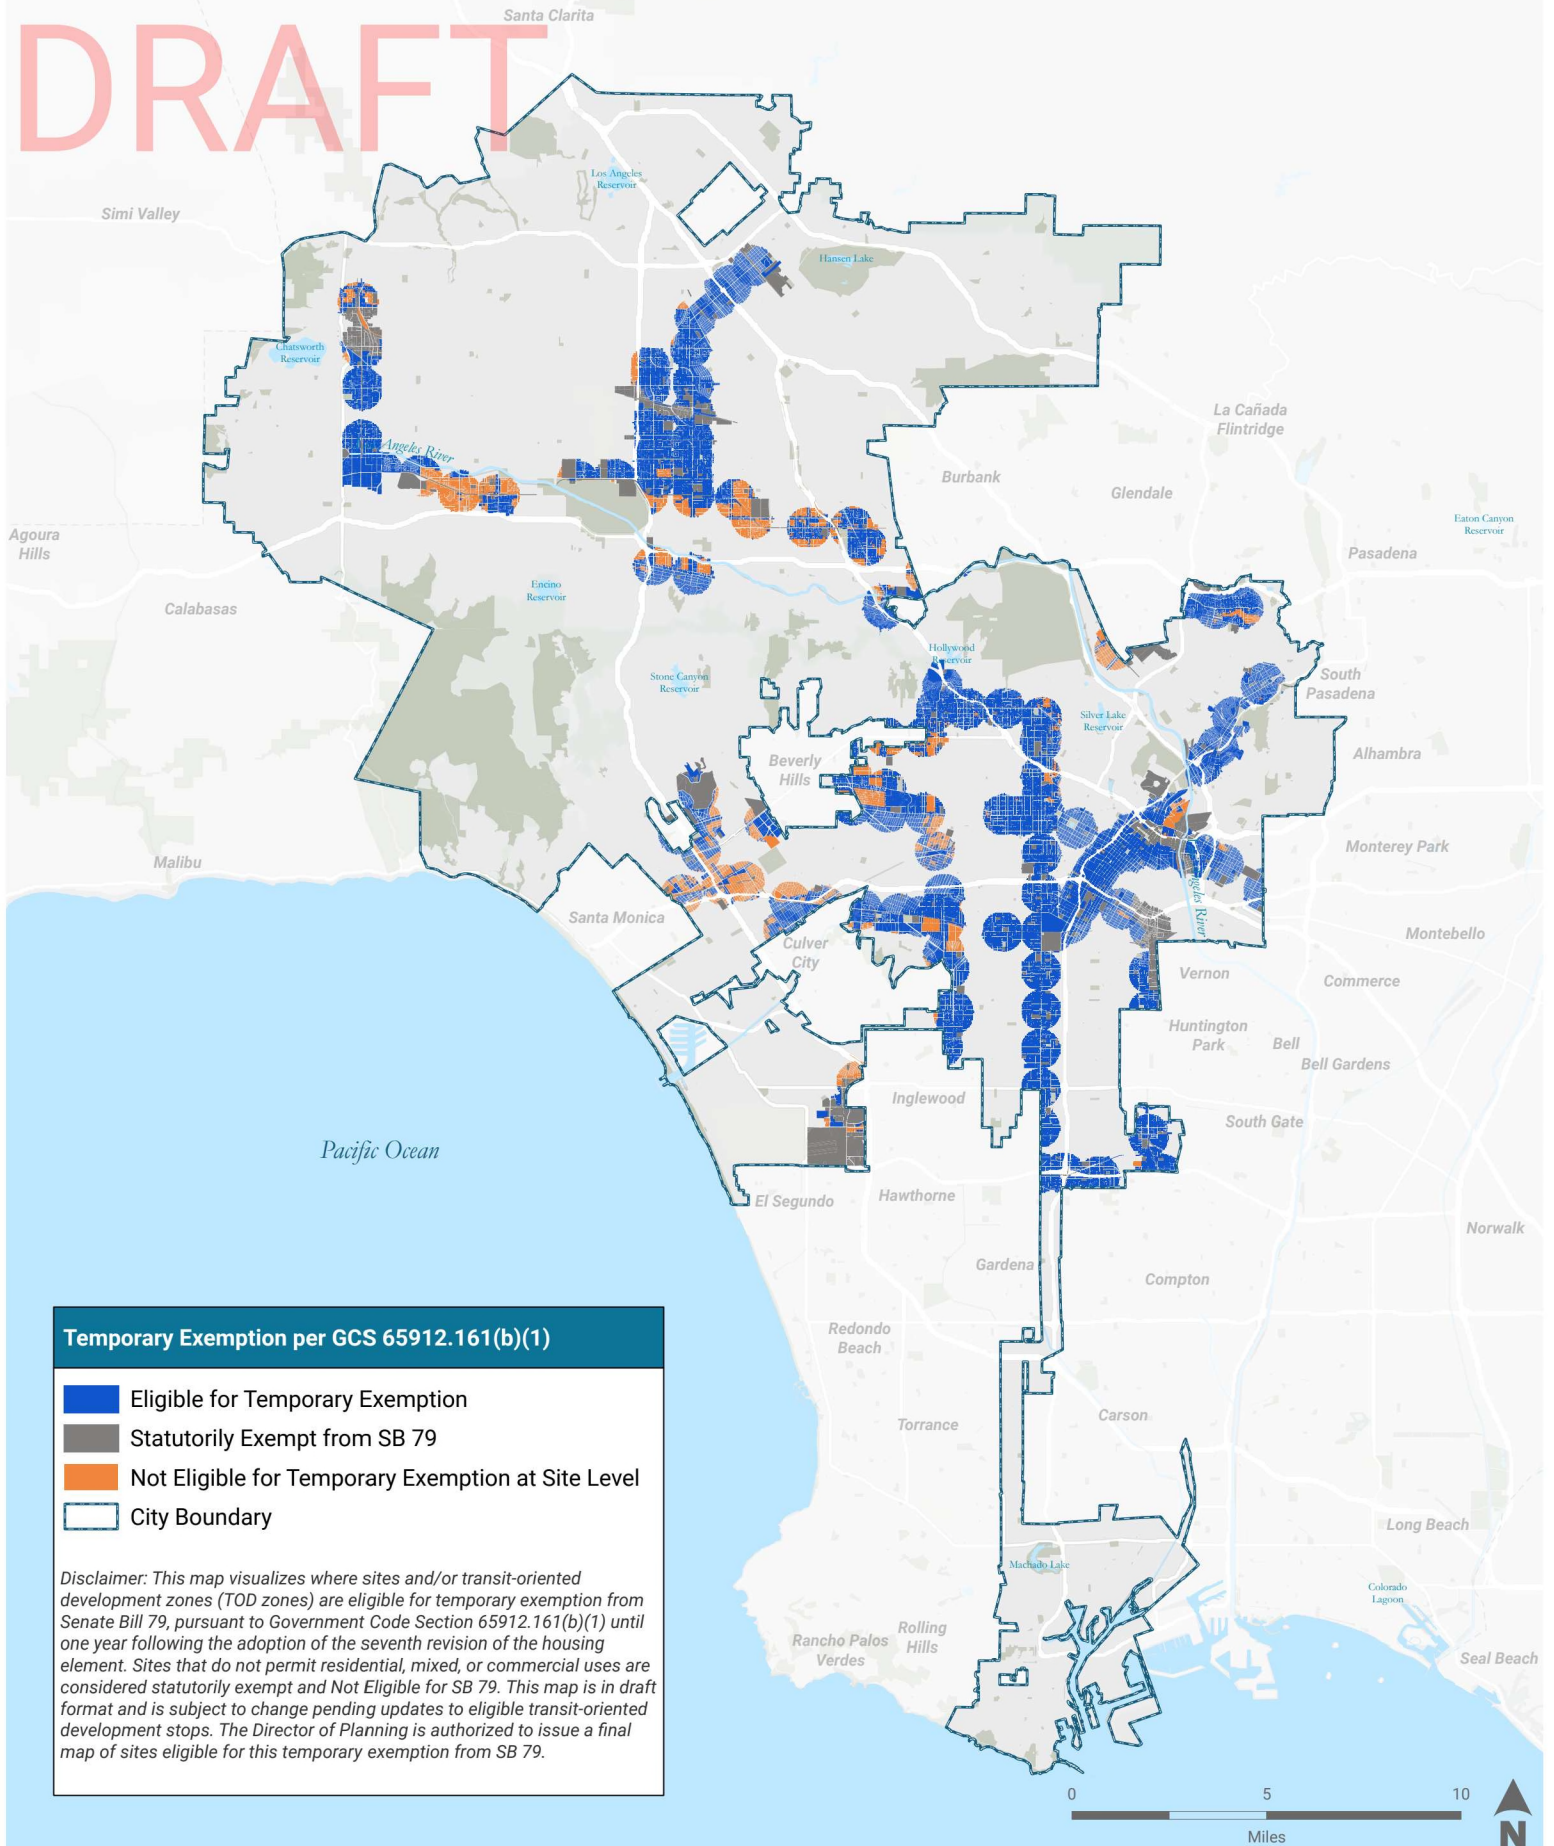 DRAFT
Santa Clarita
Los Angeles
Reservoir
Simi Valley
Hansen Lake
Chatsworth
Reservoir
La Cañada
Flintridge
Angeles River
Burbank
Glendale
Eaton Canyon
Reservoir
Agoura
Hills
Pasadena
Encino
Reservoir
Calabasas
Hollywood
Reservoir
Stone Canyon
Reservoir
South
Pasadena
Silver Lake
Reservoir
Alhambra
Beverly
Hills
Malibu
Monterey Park
Angeles River
Santa Monica
Culver
City
Montebello
Vernon
Commerce
Huntington
Park
Bell
Bell Gardens
Inglewood
South Gate
Pacific Ocean
El Segundo
Hawthorne
Norwalk
Gardena
Compton
Redondo
Beach
Torrance
Carson
Long Beach
Machado Lake
Colorado
Lagoon
Rolling
Hills
Rancho Palos
Verdes
Seal Beach
Temporary Exemption per GCS 65912.161(b)(1)
Eligible for Temporary Exemption
Statutorily Exempt from SB 79
Not Eligible for Temporary Exemption at Site Level
City Boundary
Disclaimer: This map visualizes where sites and/or transit-oriented
development zones (TOD zones) are eligible for temporary exemption from
Senate Bill 79, pursuant to Government Code Section 65912.161(b)(1) until
one year following the adoption of the seventh revision of the housing
element. Sites that do not permit residential, mixed, or commercial uses are
considered statutorily exempt and Not Eligible for SB 79. This map is in draft
format and is subject to change pending updates to eligible transit-oriented
development stops. The Director of Planning is authorized to issue a final
map of sites eligible for this temporary exemption from SB 79.
0 5 10
Miles
N